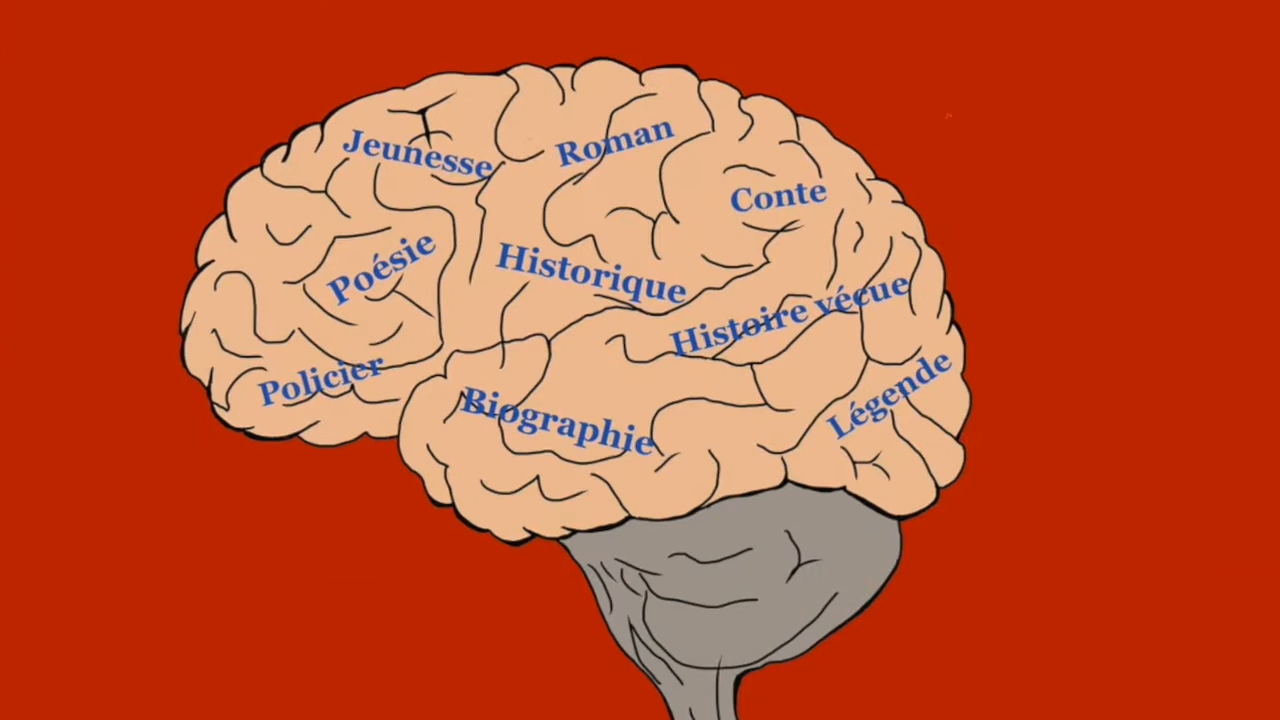 Jeunesse
Roman
Conte
Poésie
Historique
Histoire vécue
Policier
Biographie
Légende